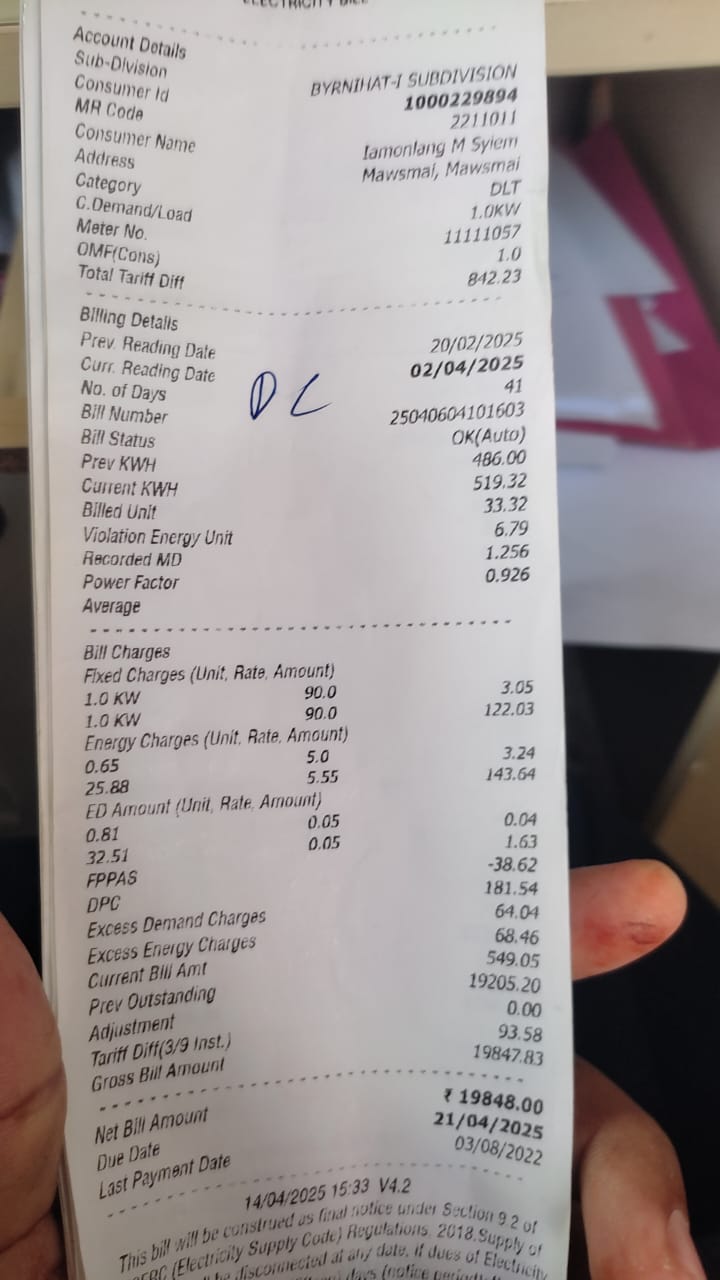 ELECTRICITY BILL
Account Details
Sub-Division BYRNIHAT-I SUBDIVISION
Consumer Id 1000229894
MR Code 2211011
Consumer Name Iamonlang M Syiem
Address Mawsmai, Mawsmai
Category DLT
C.Demand/Load 1.0KW
Meter No. 11111057
OMF(Cons) 1.0
Total Tariff Diff 842.23
Billing Details
Prev. Reading Date 20/02/2025
Curr. Reading Date 02/04/2025
No. of Days 41
DL
Bill Number 25040604101603
Bill Status OK(Auto)
Prev KWH 486.00
Current KWH 519.32
Billed Unit 33.32
Violation Energy Unit 6.79
Recorded MD 1.256
Power Factor 0.926
Average
Bill Charges
Fixed Charges (Unit, Rate, Amount)
1.0 KW 90.0 3.05
1.0 KW 90.0 122.03
Energy Charges (Unit, Rate, Amount)
0.65 5.0 3.24
25.88 5.55 143.64
ED Amount (Unit, Rate, Amount)
0.81 0.05 0.04
32.51 0.05 1.63
FPPAS -38.62
DPC 181.54
Excess Demand Charges 64.04
Excess Energy Charges 68.46
Current Bill Amt 549.05
Prev Outstanding 19205.20
Adjustment 0.00
Tariff Diff(3/9 Inst.) 93.58
Gross Bill Amount 19847.83
Net Bill Amount ₹ 19848.00
Due Date 21/04/2025
Last Payment Date 03/08/2022
14/04/2025 15:33 V4.2
This bill will be construed as final notice under Section 9.2 of
(Electricity Supply Code) Regulations, 2018.Supply of
be disconnected at any date, if dues of Electricity
days (notice